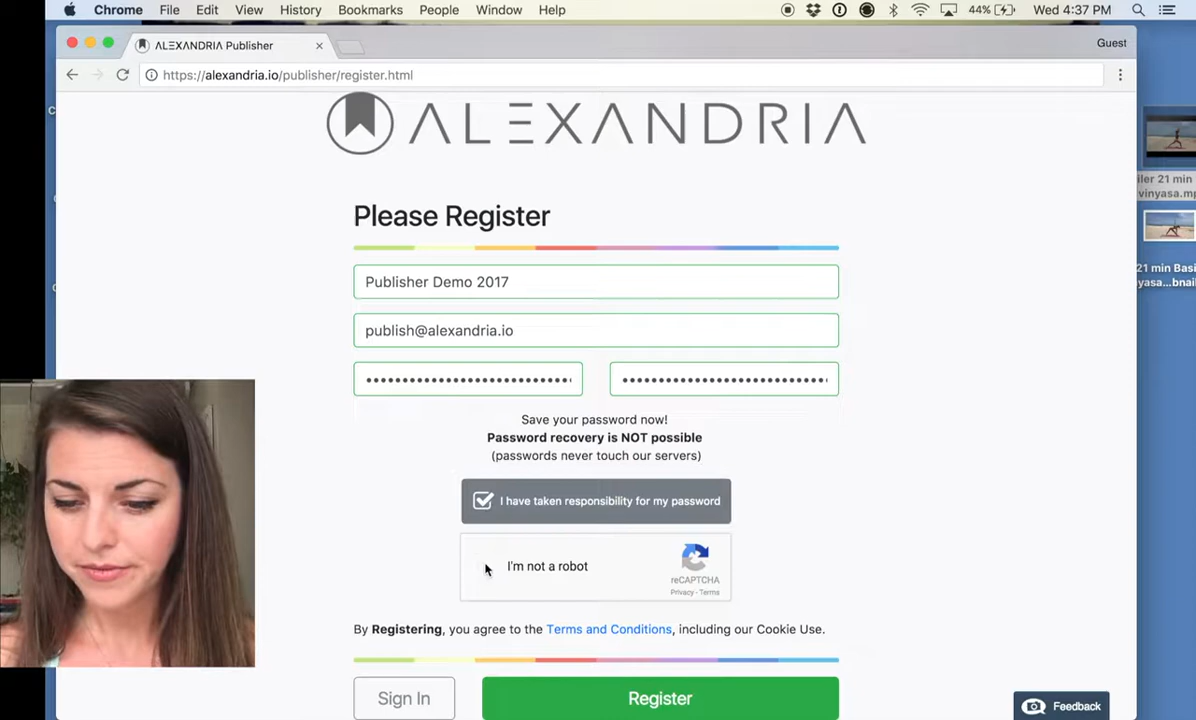 Chrome File Edit View History Bookmarks People Window Help 44% Wed 4:37 PM
ALEXANDRIA Publisher × Guest
https://alexandria.io/publisher/register.html
ALEXANDRIA
Please Register
Publisher Demo 2017
publish@alexandria.io
Save your password now!
Password recovery is NOT possible
(passwords never touch our servers)
I have taken responsibility for my password
I'm not a robot
reCAPTCHA
Privacy - Terms
By Registering, you agree to the Terms and Conditions, including our Cookie Use.
Sign In Register
Feedback
iler 21 min
vinyasa.mp
21 min Basi
yasa...bnail